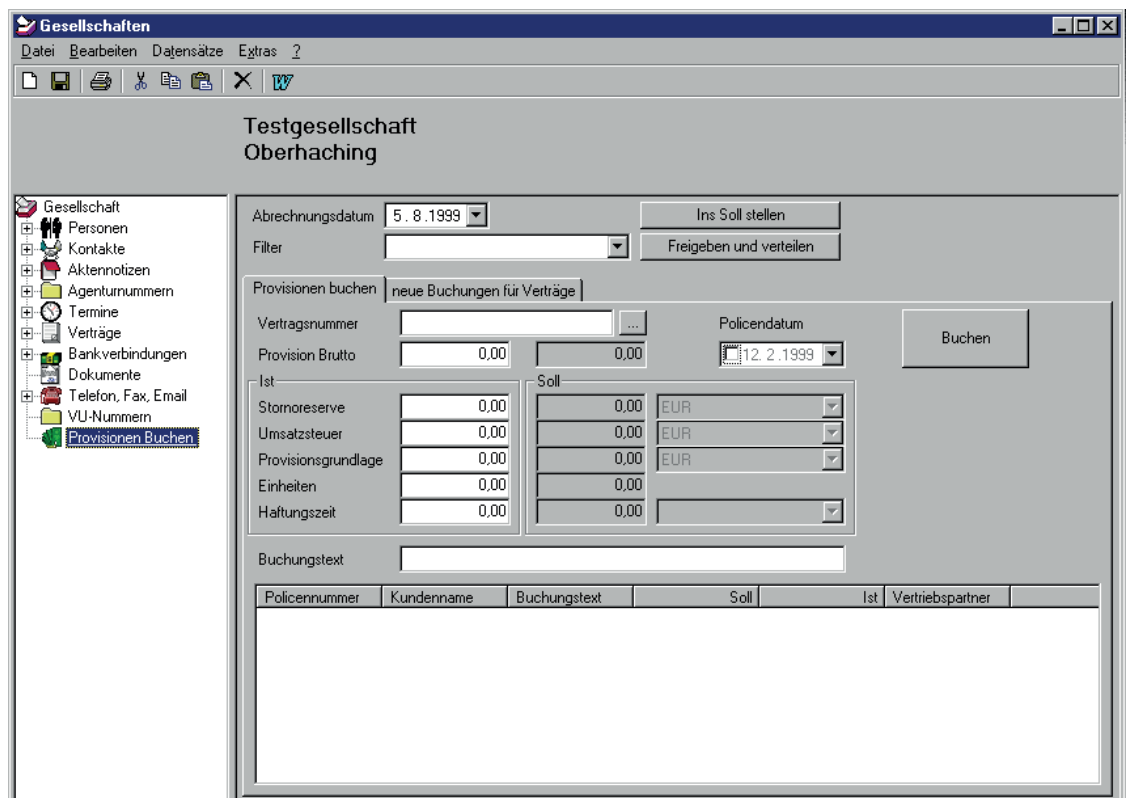 Gesellschaften
Datei Bearbeiten Datensätze Extras ?
W
Testgesellschaft
Oberhaching
Gesellschaft
Personen
Kontakte
Aktennotizen
Agenturnummern
Termine
Verträge
Bankverbindungen
Dokumente
Telefon, Fax, Email
VU-Nummern
Provisionen Buchen
Abrechnungsdatum 5 . 8 .1999 Ins Soll stellen
Filter Freigeben und verteilen
Provisionen buchen neue Buchungen für Verträge
Vertragsnummer ... Policendatum Buchen
Provision Brutto 0,00 0,00 12. 2 .1999
Ist Soll
Stornoreserve 0,00 0,00 EUR
Umsatzsteuer 0,00 0,00 EUR
Provisionsgrundlage 0,00 0,00 EUR
Einheiten 0,00 0,00
Haftungszeit 0,00 0,00
Buchungstext
Policennummer Kundenname Buchungstext Soll Ist Vertriebspartner